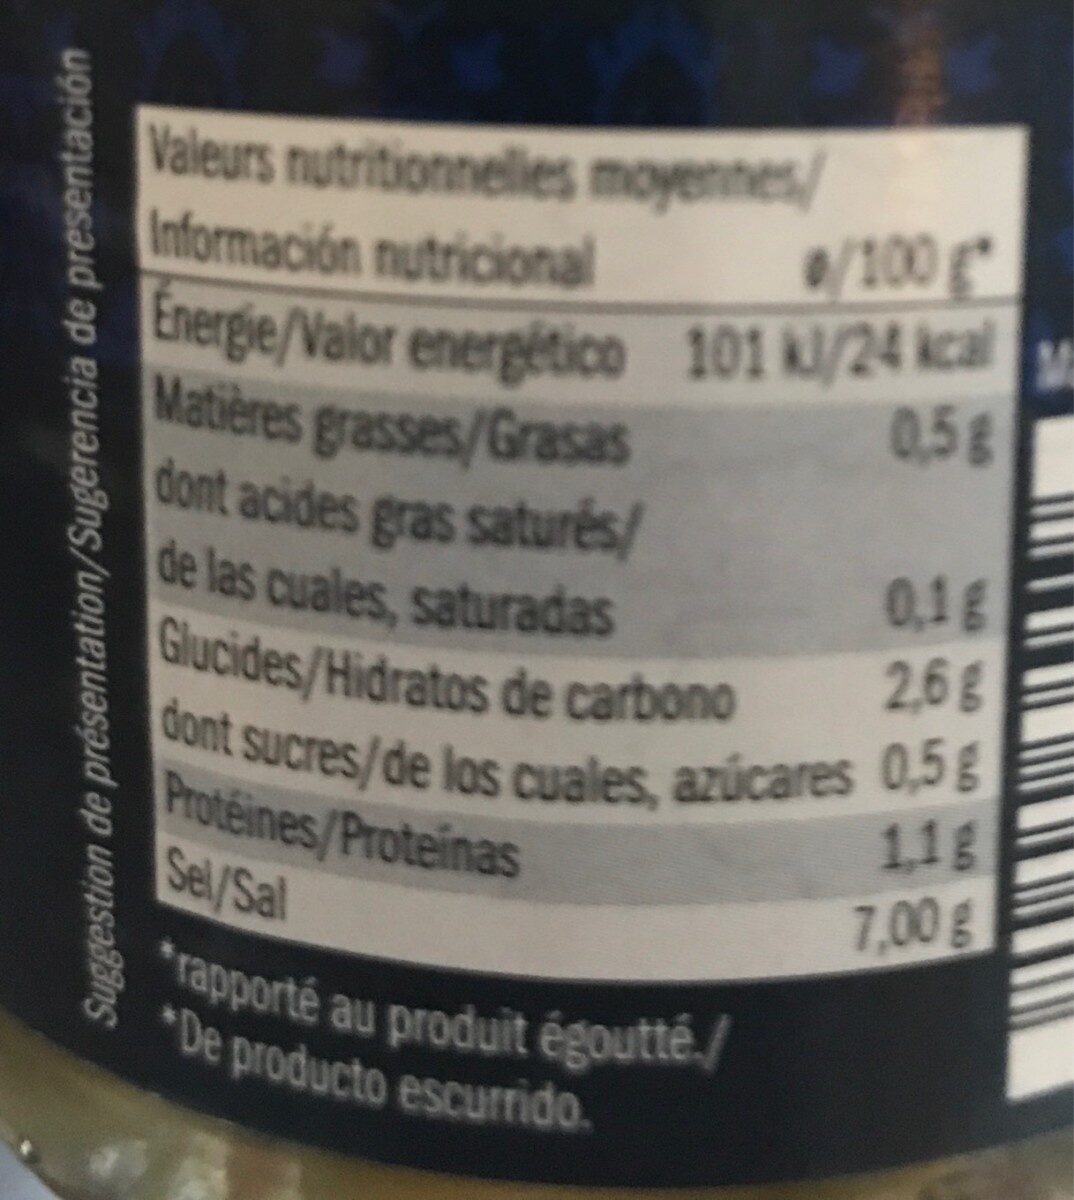 Suggestion de présentation/Sugerencia de presentación
Valeurs nutritionnelles moyennes/
Información nutricional ø/100 g*
Énergie/Valor energético 101 kJ/24 kcal
Matières grasses/Grasas 0,5 g
dont acides gras saturés/
de las cuales, saturadas 0,1 g
Glucides/Hidratos de carbono 2,6 g
dont sucres/de los cuales, azúcares 0,5 g
Protéines/Proteínas 1,1 g
Sel/Sal 7,00 g
*rapporté au produit égoutté./
*De producto escurrido.